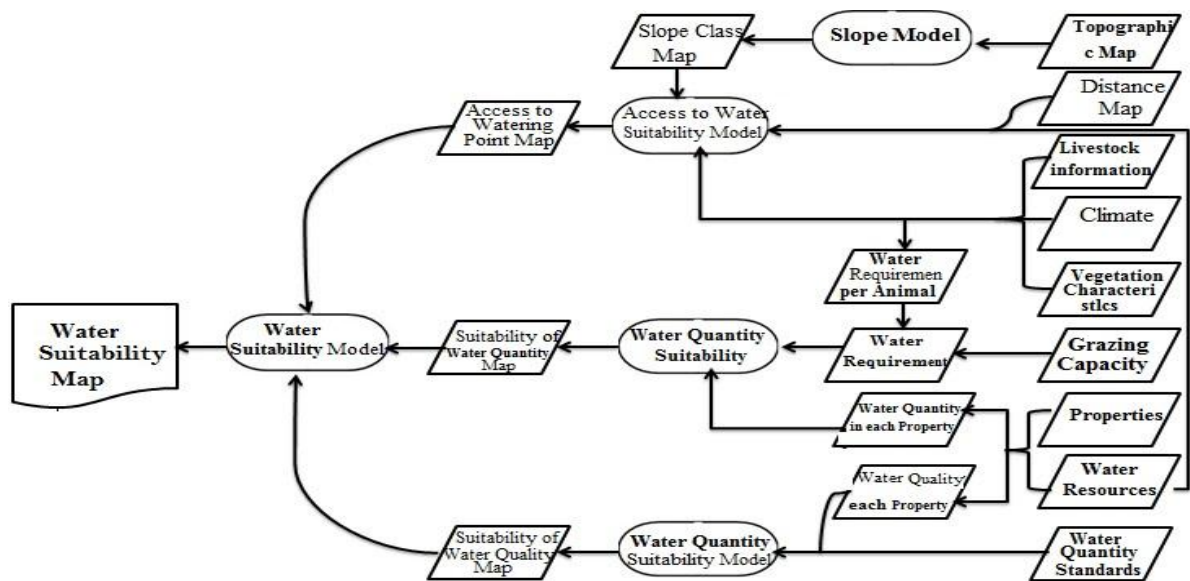 Slope Class
Map
Slope Model
Topographi
c Map
Distance
Map
Access to
Watering
Point Map
Access to Water
Suitability Model
Livestock
information
Climate
Water
Requiremen
per Animal
Vegetation
Characteri
stlcs
Water
Suitability
Map
Water
Suitability Model
Suitability of
Water Quantity
Map
Water Quantity
Suitability
Water
Requirement
Grazing
Capacity
Water Quantity
in each Property
Properties
Water Quality
each Property
Water
Resources
Suitability of
Water Quality
Map
Water Quantity
Suitability Model
Water
Quantity
Standards